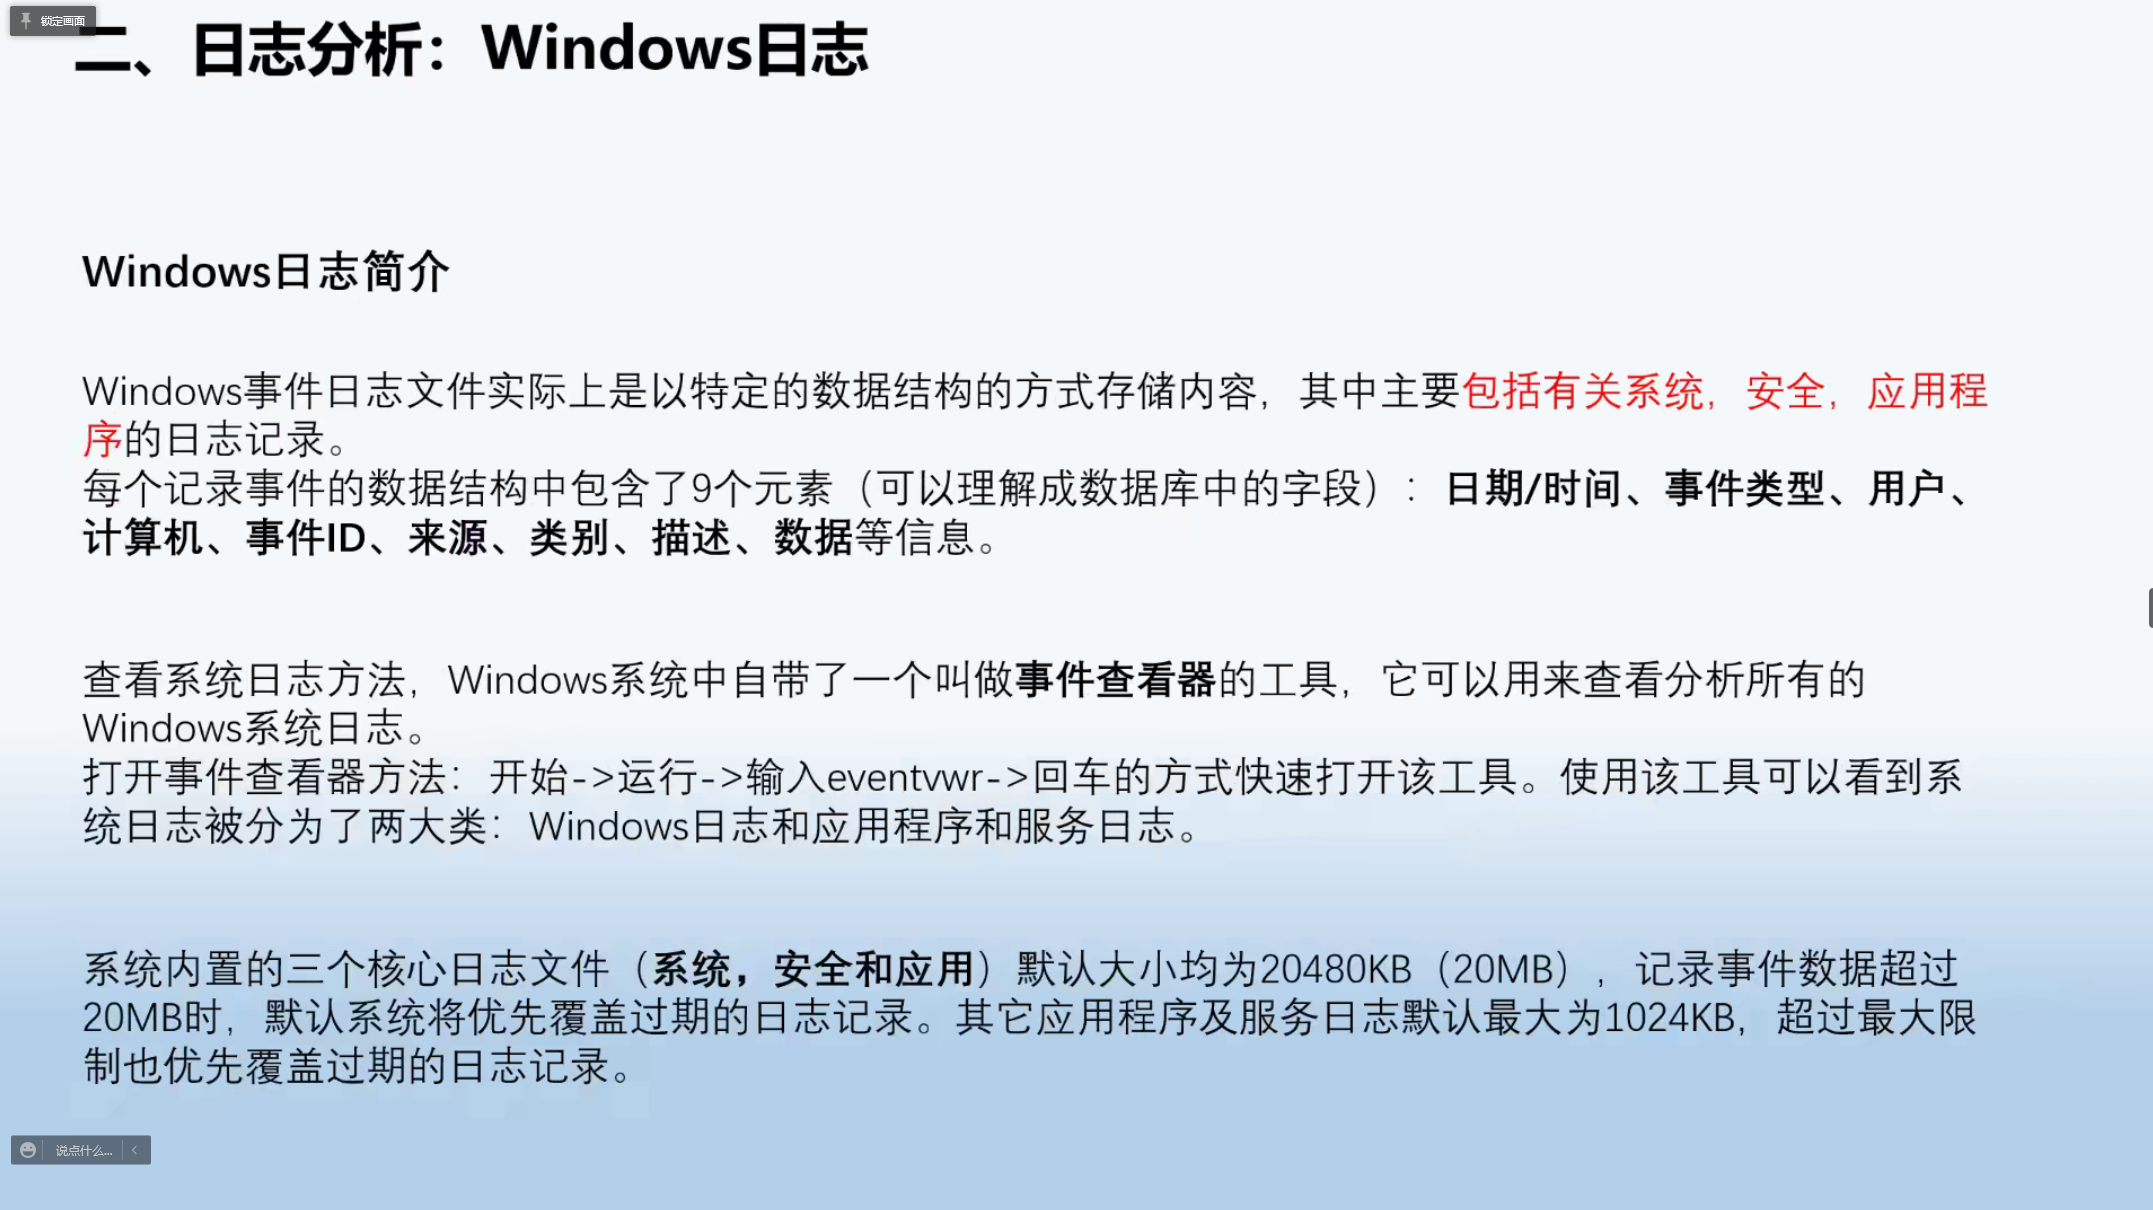 锁定画面
二、日志分析：Windows日志
Windows日志简介
Windows事件日志文件实际上是以特定的数据结构的方式存储内容，其中主要包括有关系统，安全，应用程
序的日志记录。
每个记录事件的数据结构中包含了9个元素（可以理解成数据库中的字段）：日期/时间、事件类型、用户、
计算机、事件ID、来源、类别、描述、数据等信息。
查看系统日志方法，Windows系统中自带了一个叫做事件查看器的工具，它可以用来查看分析所有的
Windows系统日志。
打开事件查看器方法：开始->运行->输入eventvwr->回车的方式快速打开该工具。使用该工具可以看到系
统日志被分为了两大类：Windows日志和应用程序和服务日志。
系统内置的三个核心日志文件（系统，安全和应用）默认大小均为20480KB（20MB），记录事件数据超过
20MB时，默认系统将优先覆盖过期的日志记录。其它应用程序及服务日志默认最大为1024KB，超过最大限
制也优先覆盖过期的日志记录。
说点什么...